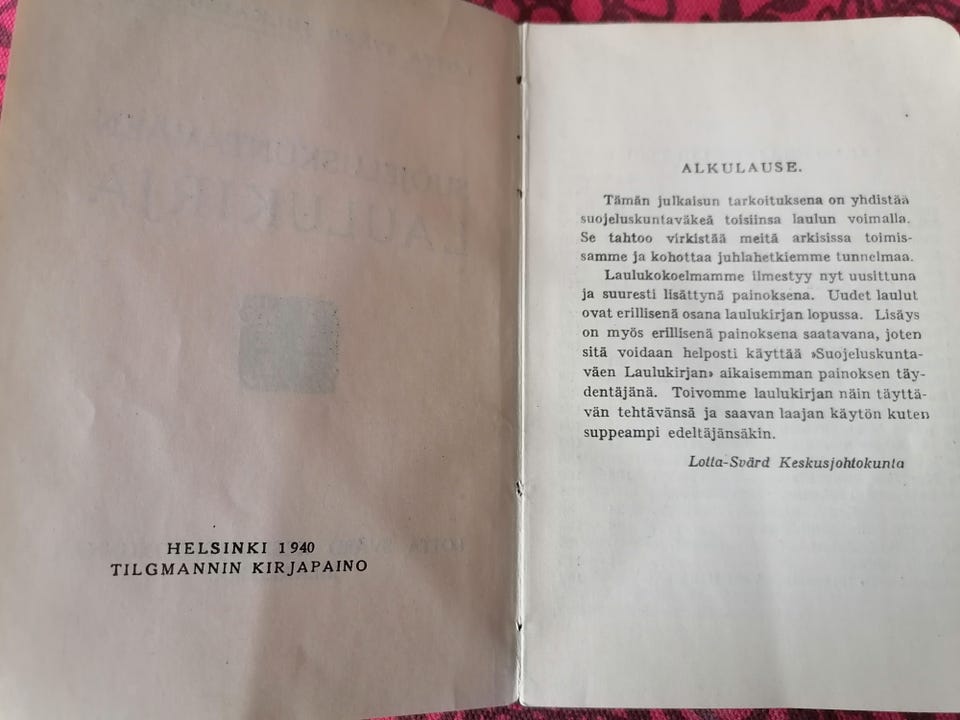 HELSINKI 1940
TILGMANNIN KIRJAPAINO
ALKULAUSE.
Tämän julkaisun tarkoituksena on yhdistää
suojeluskuntaväkeä toisiinsa laulun voimalla.
Se tahtoo virkistää meitä arkisissa toimis-
samme ja kohottaa juhlahetkiemme tunnelmaa.
Laulukokoelmamme ilmestyy nyt uusittuna
ja suuresti lisättynä painoksena. Uudet laulut
ovat erillisenä osana laulukirjan lopussa. Lisäys
on myös erillisenä painoksena saatavana, joten
sitä voidaan helposti käyttää »Suojeluskunta-
väen Laulukirjan» aikaisemman painoksen täy-
dentäjänä. Toivomme laulukirjan näin täyttä-
vän tehtävänsä ja saavan laajan käytön kuten
suppeampi edeltäjänsäkin.
Lotta-Svärd Keskusjohtokunta